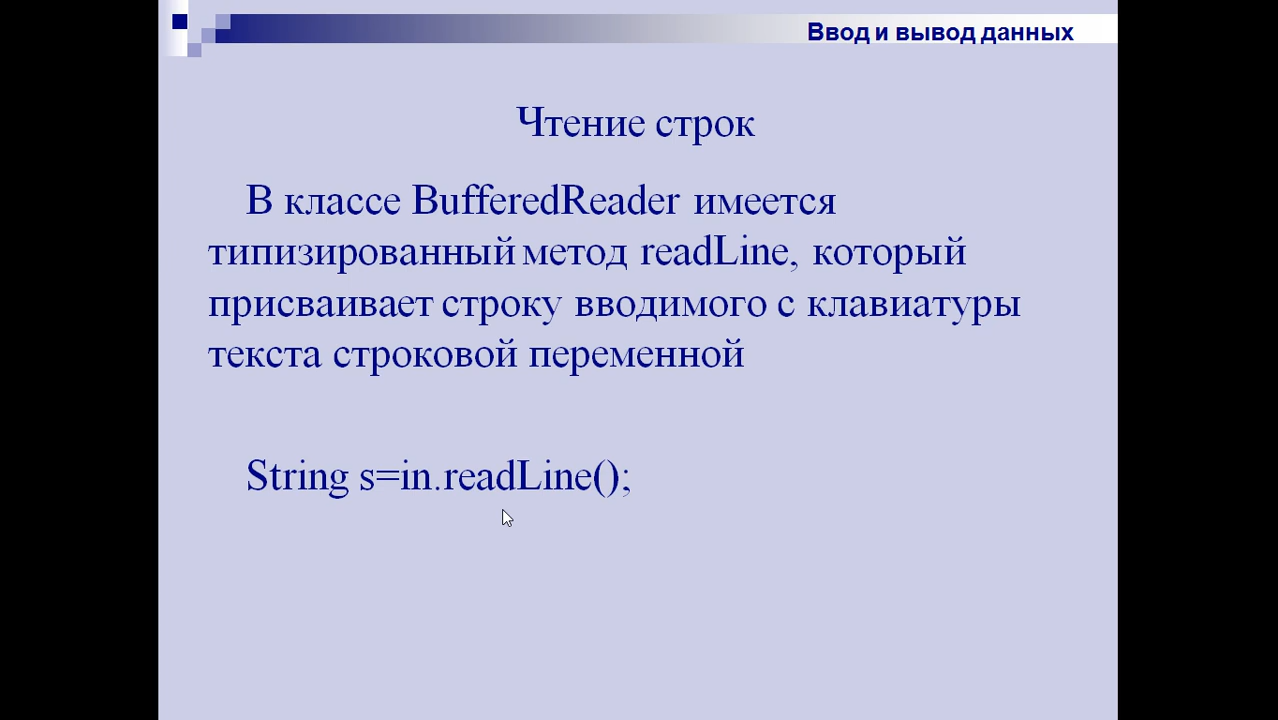 Ввод и вывод данных
Чтение строк
В классе BufferedReader имеется
типизированный метод readLine, который
присваивает строку вводимого с клавиатуры
текста строковой переменной
String s=in.readLine();